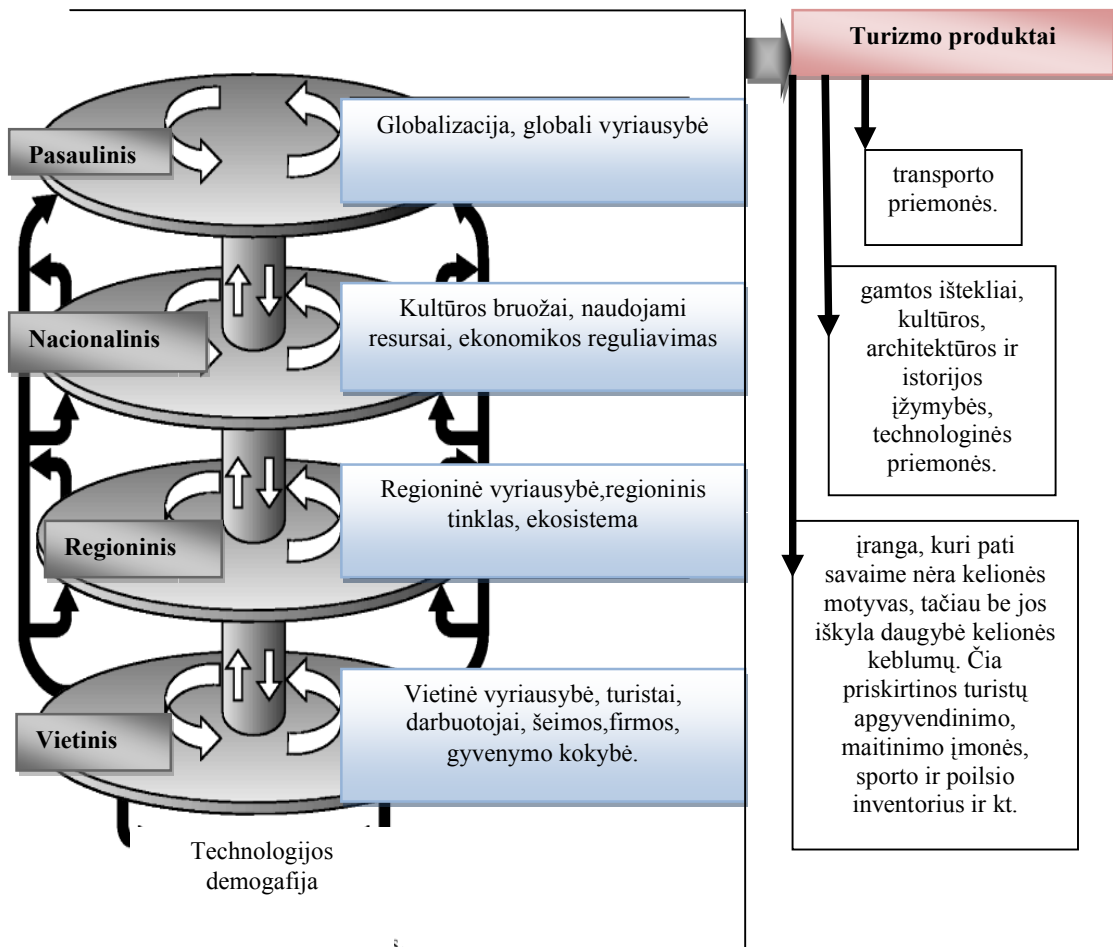 Turizmo produktai
Pasaulinis
Globalizacija, globali vyriausybė
transporto
priemonės.
Nacionalinis
Kultūros bruožai, naudojami
resursai, ekonomikos reguliavimas
gamtos ištekliai,
kultūros,
architektūros ir
istorijos
įžymybės,
technologinės
priemonės.
Regioninis
Regioninė vyriausybė,regioninis
tinklas, ekosistema
įranga, kuri pati
savaime nėra kelionės
motyvas, tačiau be jos
iškyla daugybė kelionės
keblumų. Čia
priskirtinos turistų
apgyvendinimo,
maitinimo įmonės,
sporto ir poilsio
inventorius ir kt.
Vietinis
Vietinė vyriausybė, turistai,
darbuotojai, šeimos,firmos,
gyvenymo kokybė.
Technologijos
demogafija